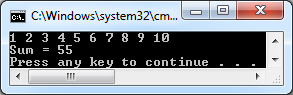 C:\Windows\system32\cm...
1 2 3 4 5 6 7 8 9 10
Sum = 55
Press any key to continue . . .